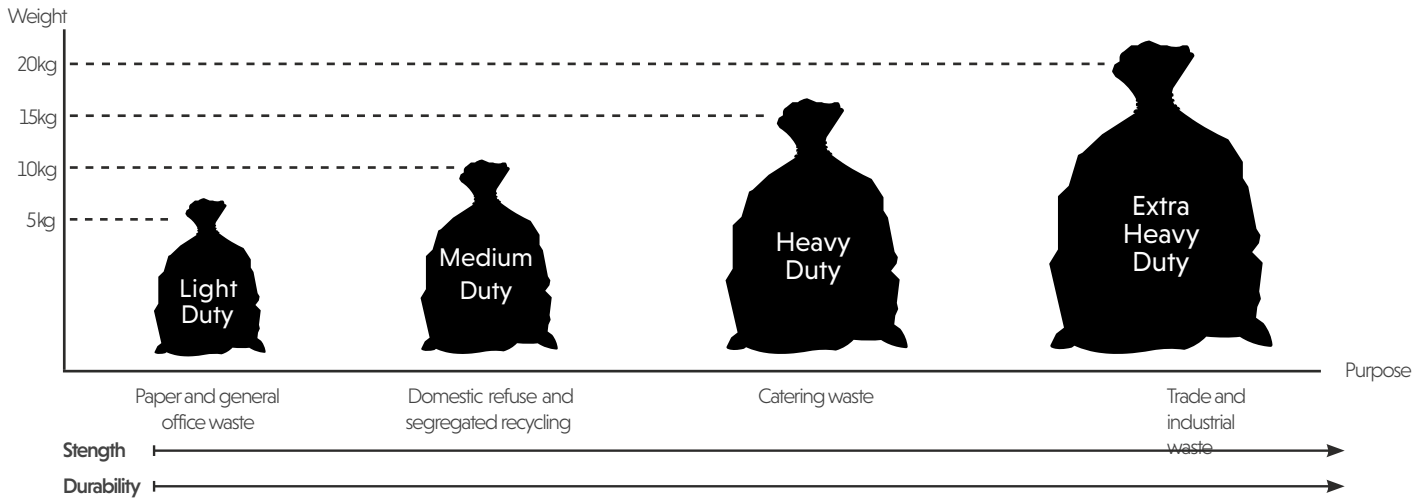 Weight
20kg
15kg
10kg
5kg
Light
Duty
Medium
Duty
Heavy
Duty
Extra
Heavy
Duty
Purpose
Paper and general
office waste
Domestic refuse and
segregated recycling
Catering waste
Trade and
industrial
waste
Stength
Durability